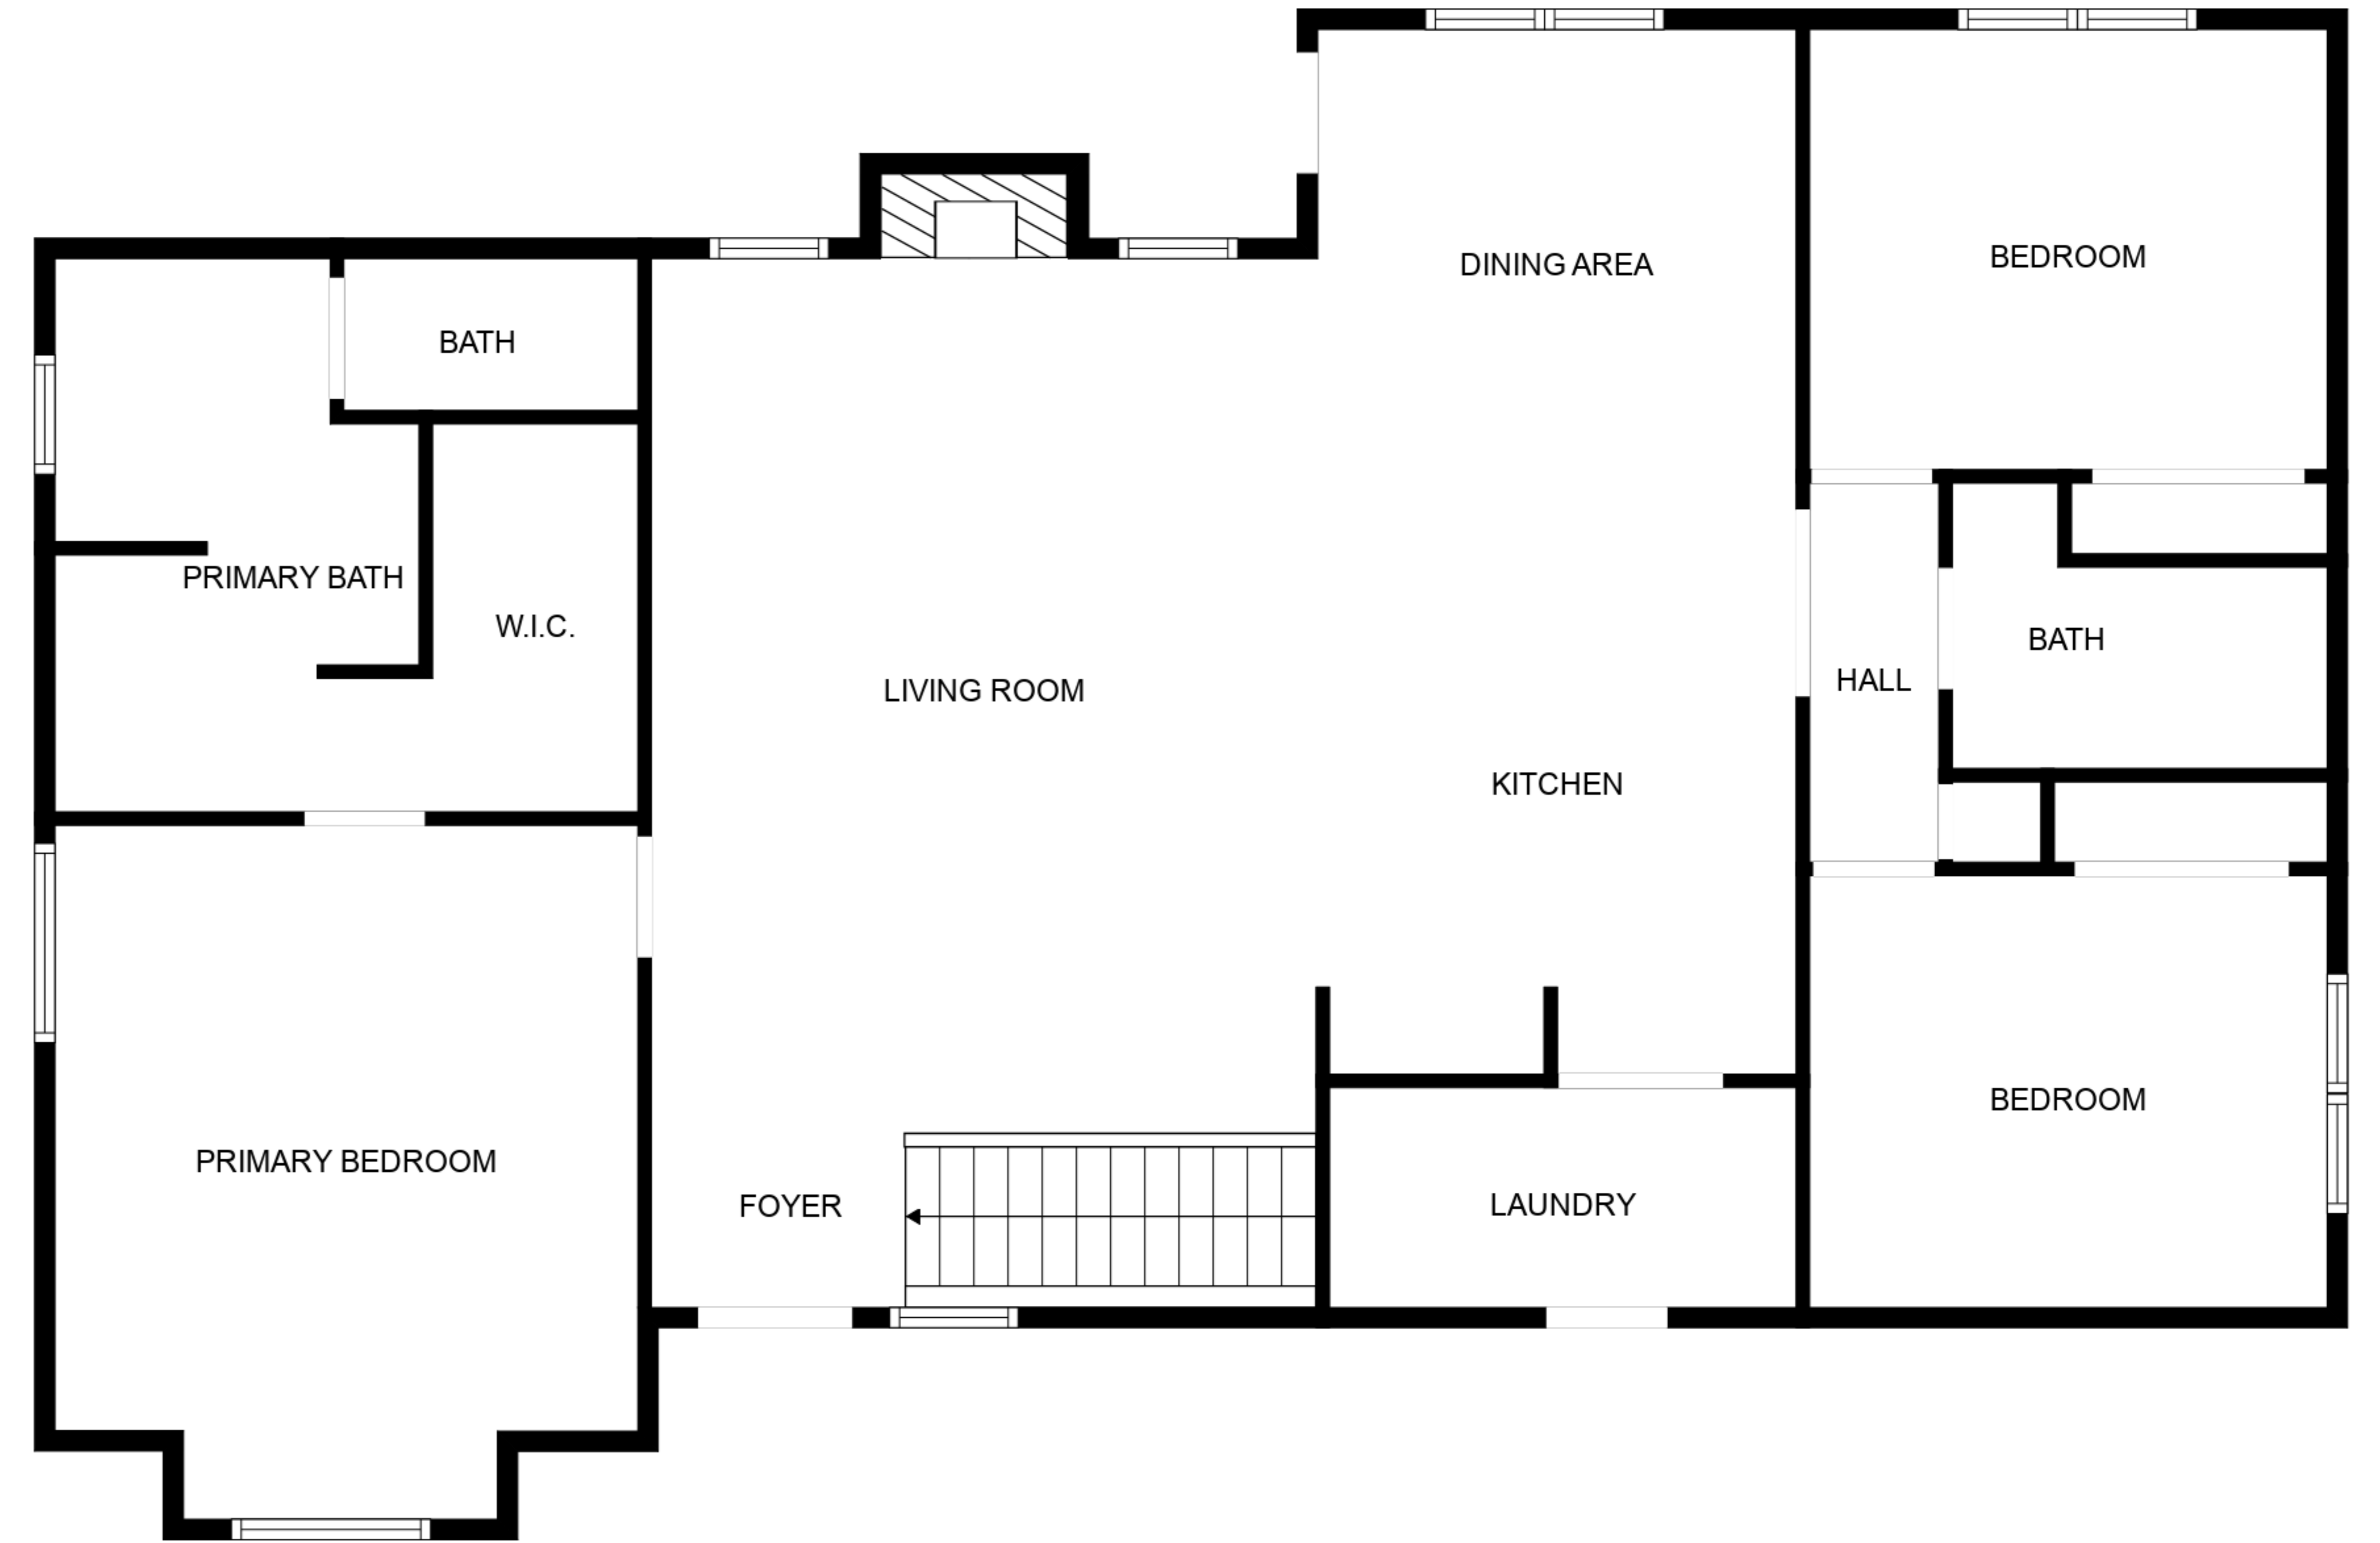 BEDROOM
DINING AREA
BATH
PRIMARY BATH
W.I.C.
BATH
HALL
LIVING ROOM
KITCHEN
BEDROOM
PRIMARY BEDROOM
LAUNDRY
FOYER